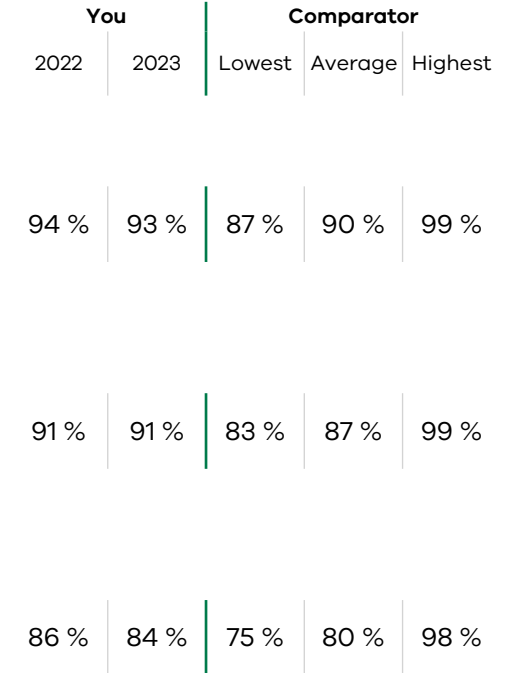 You Comparator
2022 2023 Lowest Average Highest
94 % 93 % 87 % 90 % 99 %
91 % 91 % 83 % 87 % 99 %
86 % 84 % 75 % 80 % 98 %